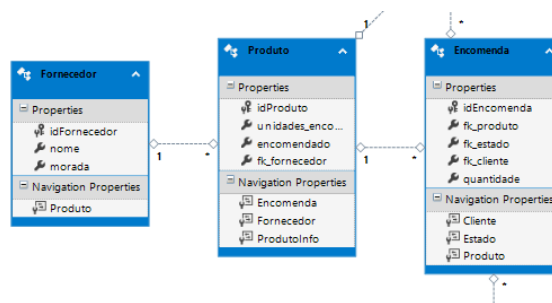 Fornecedor
Properties
idFornecedor
nome
morada
Navigation Properties
Produto
1
*
1
Produto
Properties
idProduto
unidades_enco...
encomendado
fk_fornecedor
Navigation Properties
Encomenda
Fornecedor
ProdutoInfo
1
*
*
Encomenda
Properties
idEncomenda
fk_produto
fk_estado
fk_cliente
quantidade
Navigation Properties
Cliente
Estado
Produto
*